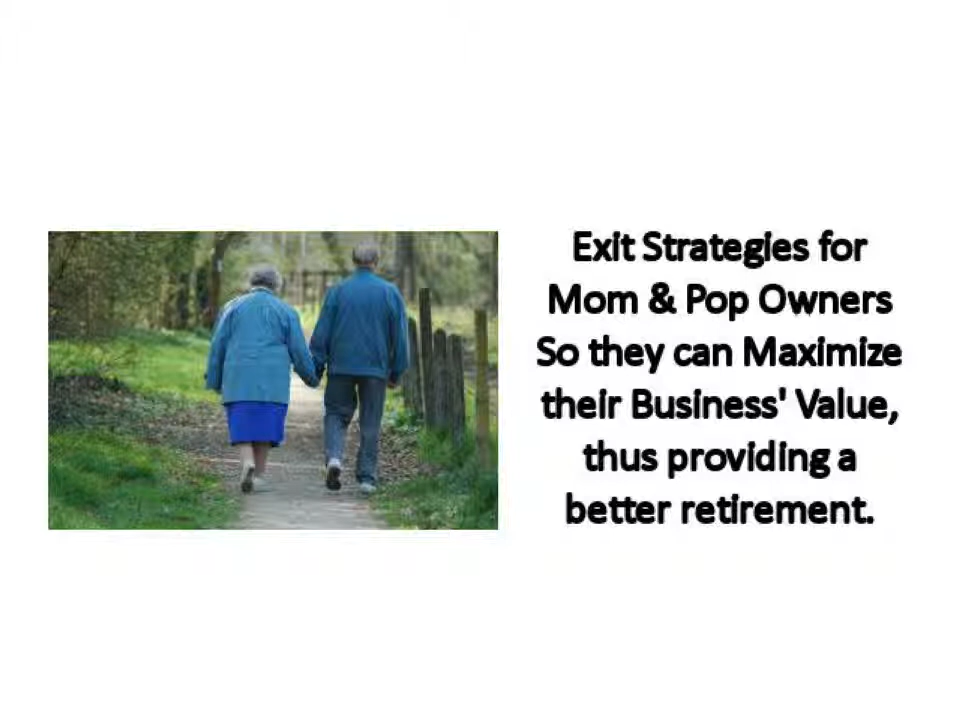 Exit Strategies for
Mom & Pop Owners
So they can Maximize
their Business' Value,
thus providing a
better retirement.